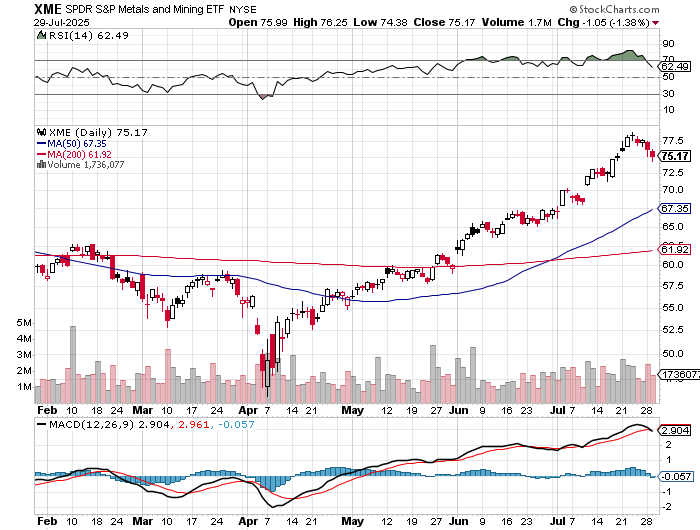 XME SPDR S&P Metals and Mining ETF NYSE
© StockCharts.com
29-Jul-2025
Open 75.99 High 76.25 Low 74.38 Close 75.17 Volume 1.7M Chg -1.05 (-1.38%)
RSI(14) 62.49
90
70
62.49
50
30
10
XME (Daily) 75.17
MA(50) 67.35
MA(200) 61.92
Volume 1,736,077
77.5
75.17
72.5
70.0
67.35
65.0
61.92
60.0
57.5
55.0
52.5
50.0
47.5
5M
4M
3M
2M
1M
1736077
Feb 10 18 24 Mar 10 17 24 Apr 7 14 21 May 12 19 27 Jun 9 16 23 Jul 7 14 21 28
MACD(12,26,9) 2.904, 2.961, -0.057
2.904
2
1
-0.057
-1
-2
Feb 10 18 24 Mar 10 17 24 Apr 7 14 21 May 12 19 27 Jun 9 16 23 Jul 7 14 21 28